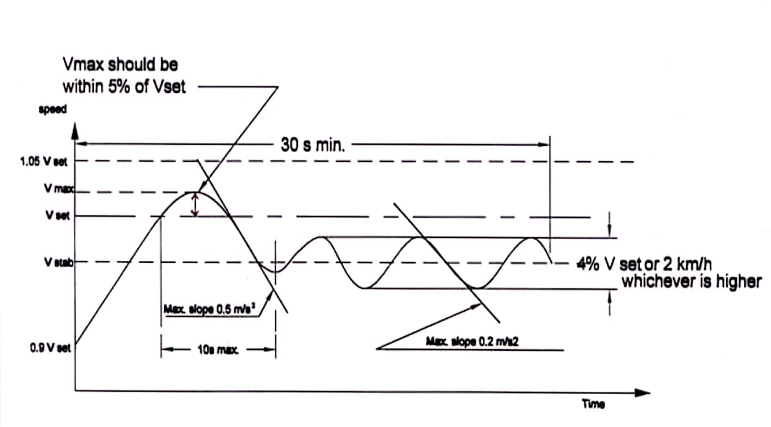 Vmax should be
within 5% of Vset
speed
30 s min.
1.05 V set
V max
V set
V stab
4% V set or 2 km/h
whichever is higher
Max. slope 0.5 m/s²
0.9 V set
10s max.
Max. slope 0.2 m/s2
Time